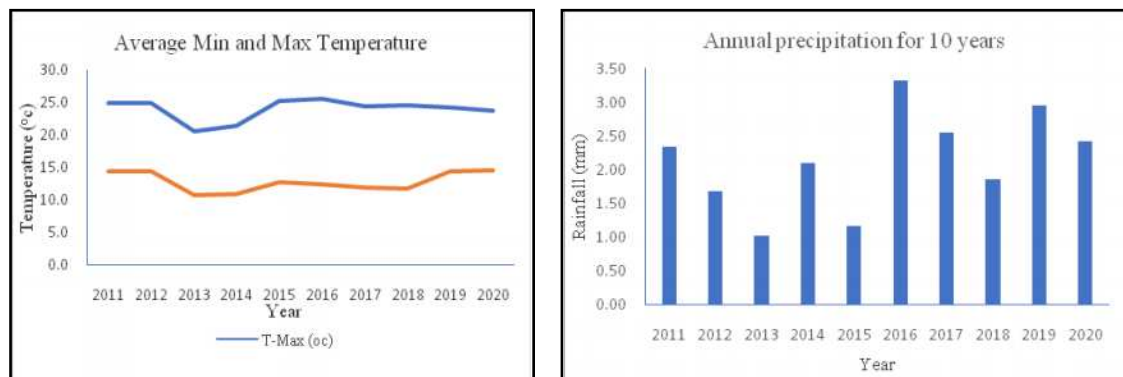 Average Min and Max Temperature
30.0
25.0
20.0
15.0
10.0
5.0
0.0
Temperature (°c)
2011 2012 2013 2014 2015 2016 2017 2018 2019 2020
Year
T-Max (oc)
Annual precipitation for 10 years
3.50
3.00
2.50
2.00
1.50
1.00
0.50
0.00
Rainfall (mm)
2011 2012 2013 2014 2015 2016 2017 2018 2019 2020
Year